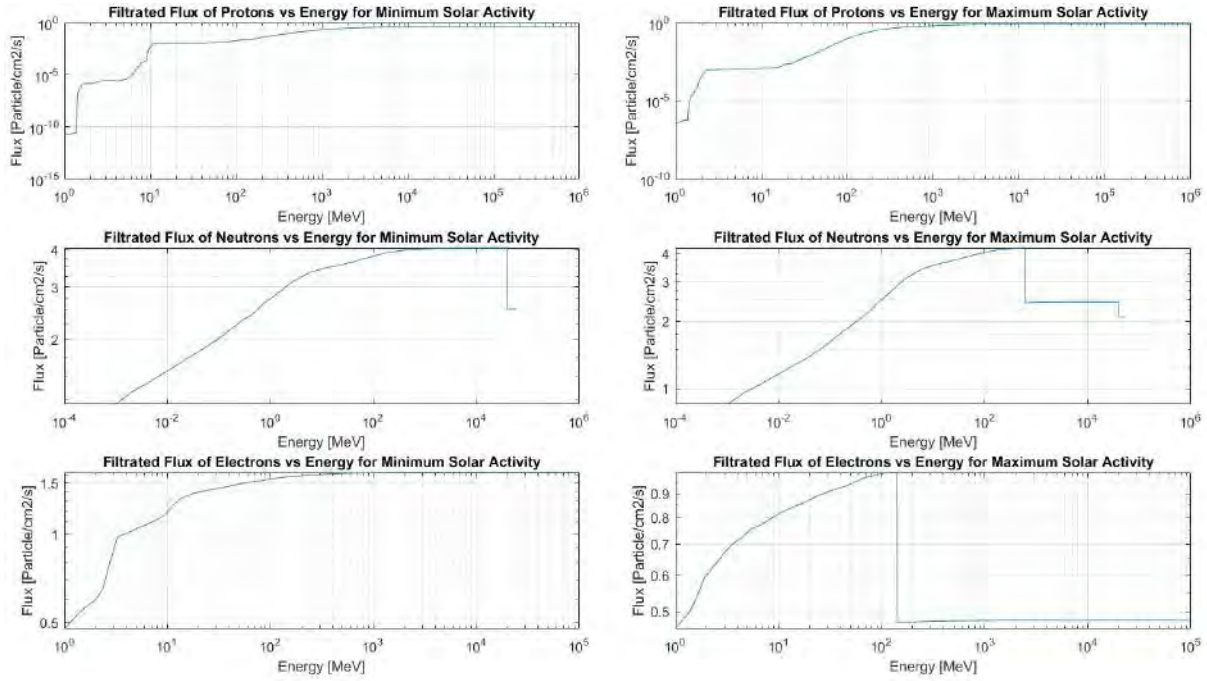 Filtrated Flux of Protons vs Energy for Minimum Solar Activity
Flux [Particle/cm2/s]
10^0
10^-5
10^-10
10^-15
10^0 10^1 10^2 10^3 10^4 10^5 10^6
Energy [MeV]
Filtrated Flux of Protons vs Energy for Maximum Solar Activity
Flux [Particle/cm2/s]
10^0
10^-5
10^-10
10^0 10^1 10^2 10^3 10^4 10^5 10^6
Energy [MeV]
Filtrated Flux of Neutrons vs Energy for Minimum Solar Activity
Flux [Particle/cm2/s]
4
3
2
10^-4 10^-2 10^0 10^2 10^4 10^6
Energy [MeV]
Filtrated Flux of Neutrons vs Energy for Maximum Solar Activity
Flux [Particle/cm2/s]
4
3
2
1
10^-4 10^-2 10^0 10^2 10^4 10^6
Energy [MeV]
Filtrated Flux of Electrons vs Energy for Minimum Solar Activity
Flux [Particle/cm2/s]
1.5
1
0.5
10^0 10^1 10^2 10^3 10^4 10^5
Energy [MeV]
Filtrated Flux of Electrons vs Energy for Maximum Solar Activity
Flux [Particle/cm2/s]
0.9
0.8
0.7
0.6
0.5
10^0 10^1 10^2 10^3 10^4 10^5
Energy [MeV]